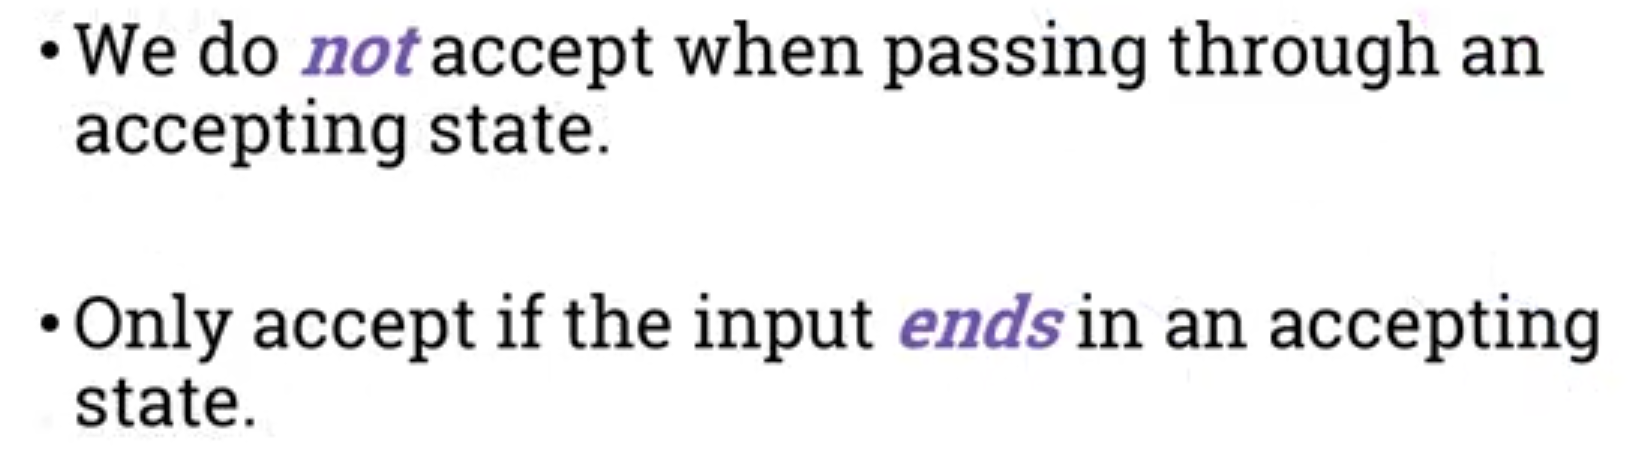 • We do not accept when passing through an
accepting state.
• Only accept if the input ends in an accepting
state.